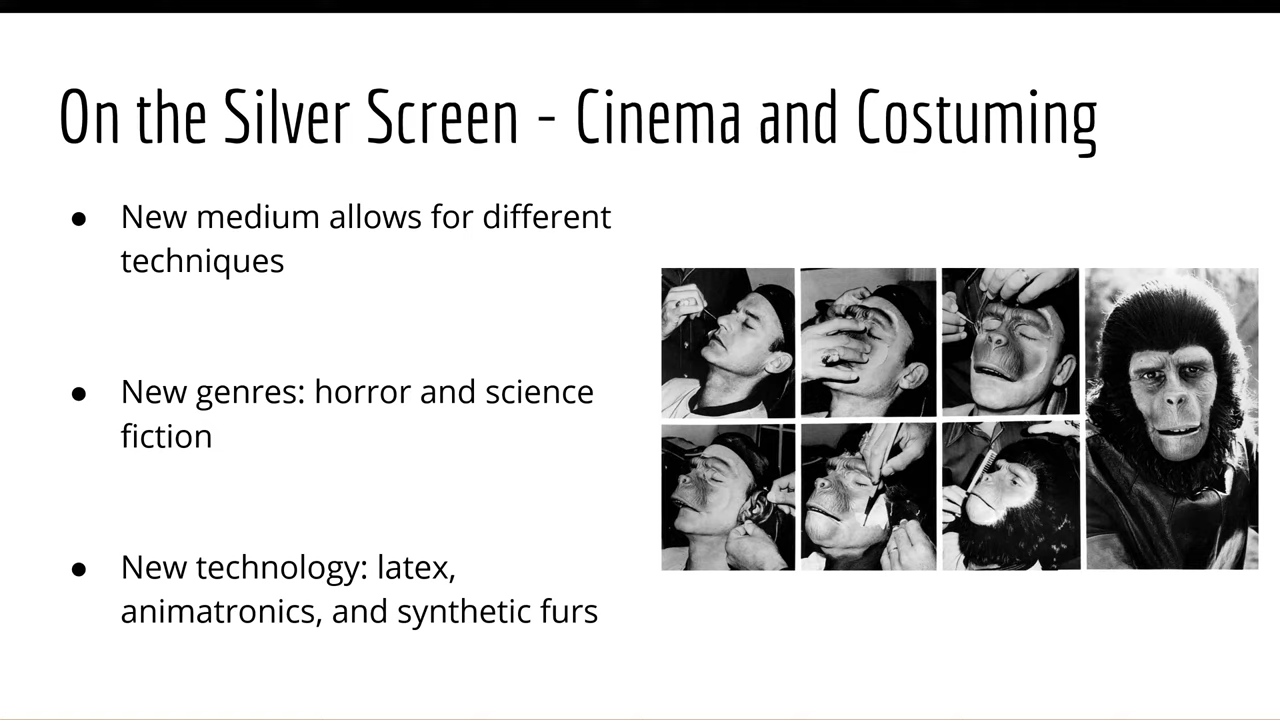 On the Silver Screen - Cinema and Costuming
● New medium allows for different
techniques
● New genres: horror and science
fiction
● New technology: latex,
animatronics, and synthetic furs